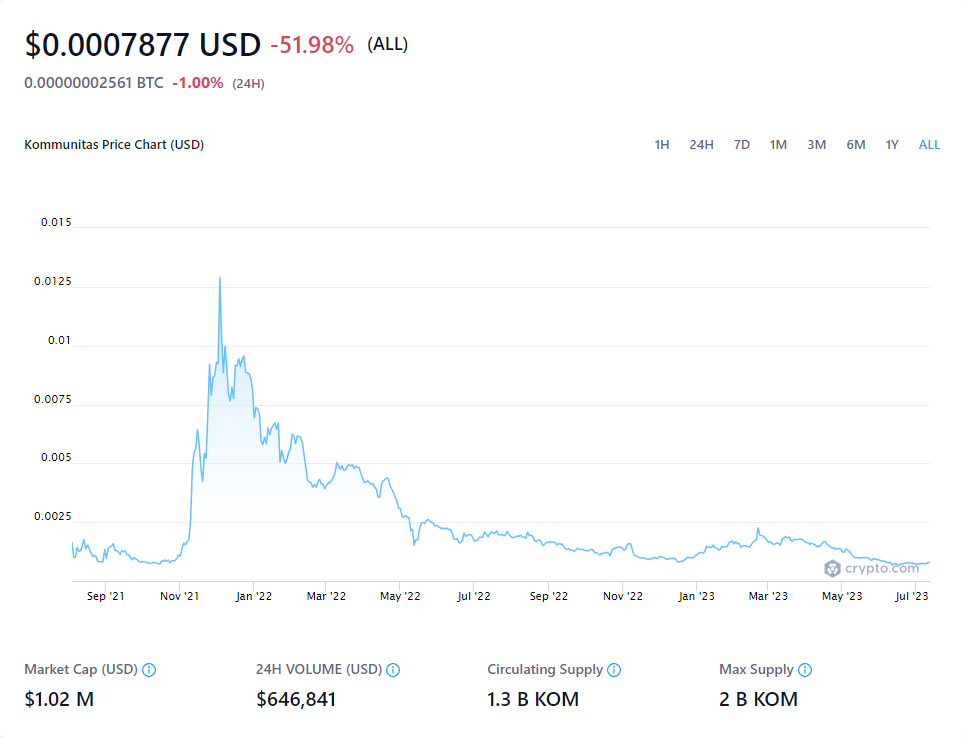 $0.0007877 USD -51.98% (ALL)
0.00000002561 BTC -1.00% (24H)
Kommunitas Price Chart (USD) 1H 24H 7D 1M 3M 6M 1Y ALL
0.015
0.0125
0.01
0.0075
0.005
0.0025
crypto.com
Sep '21 Nov '21 Jan '22 Mar '22 May '22 Jul '22 Sep '22 Nov '22 Jan '23 Mar '23 May '23 Jul '23
Market Cap (USD) 24H VOLUME (USD) Circulating Supply Max Supply
$1.02 M $646,841 1.3 B KOM 2 B KOM